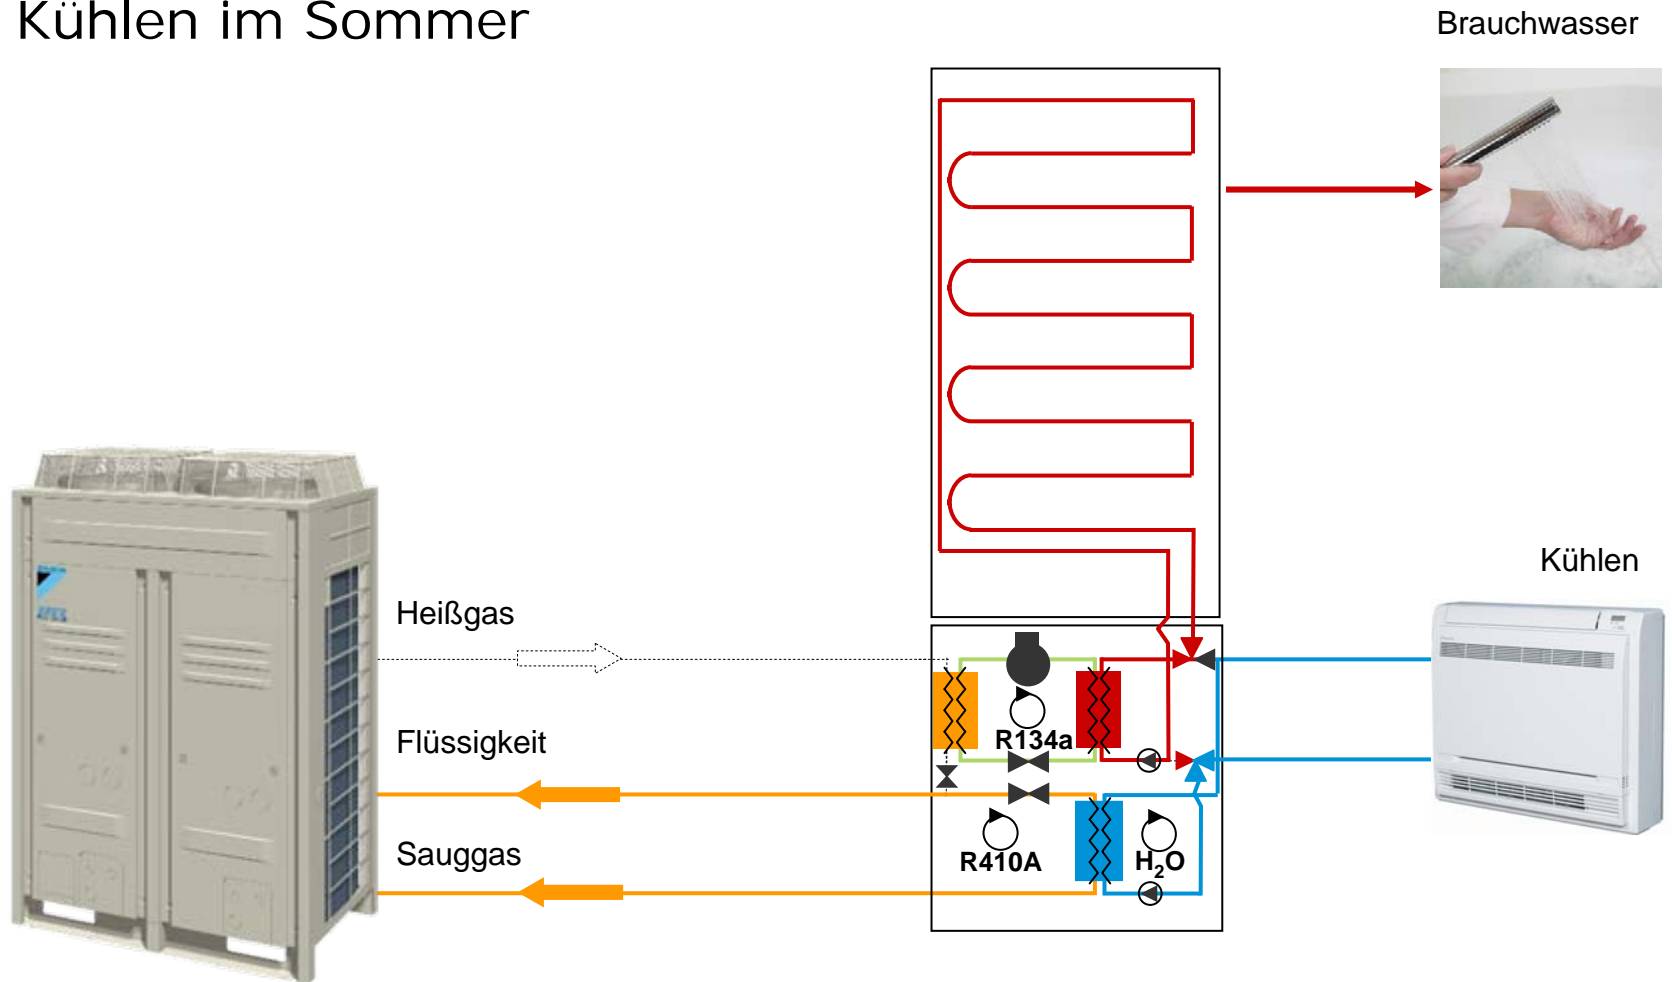 Kühlen im Sommer
Brauchwasser
Kühlen
Heißgas
R134a
Flüssigkeit
Sauggas
R410A
H₂O